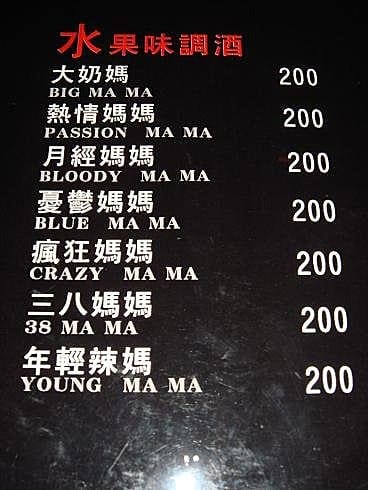 水果味調酒
大奶媽 200
BIG MA MA
熱情媽媽 200
PASSION MA MA
月經媽媽 200
BLOODY MA MA
憂鬱媽媽 200
BLUE MA MA
瘋狂媽媽 200
CRAZY MA MA
三八媽媽 200
38 MA MA
年輕辣媽 200
YOUNG MA MA